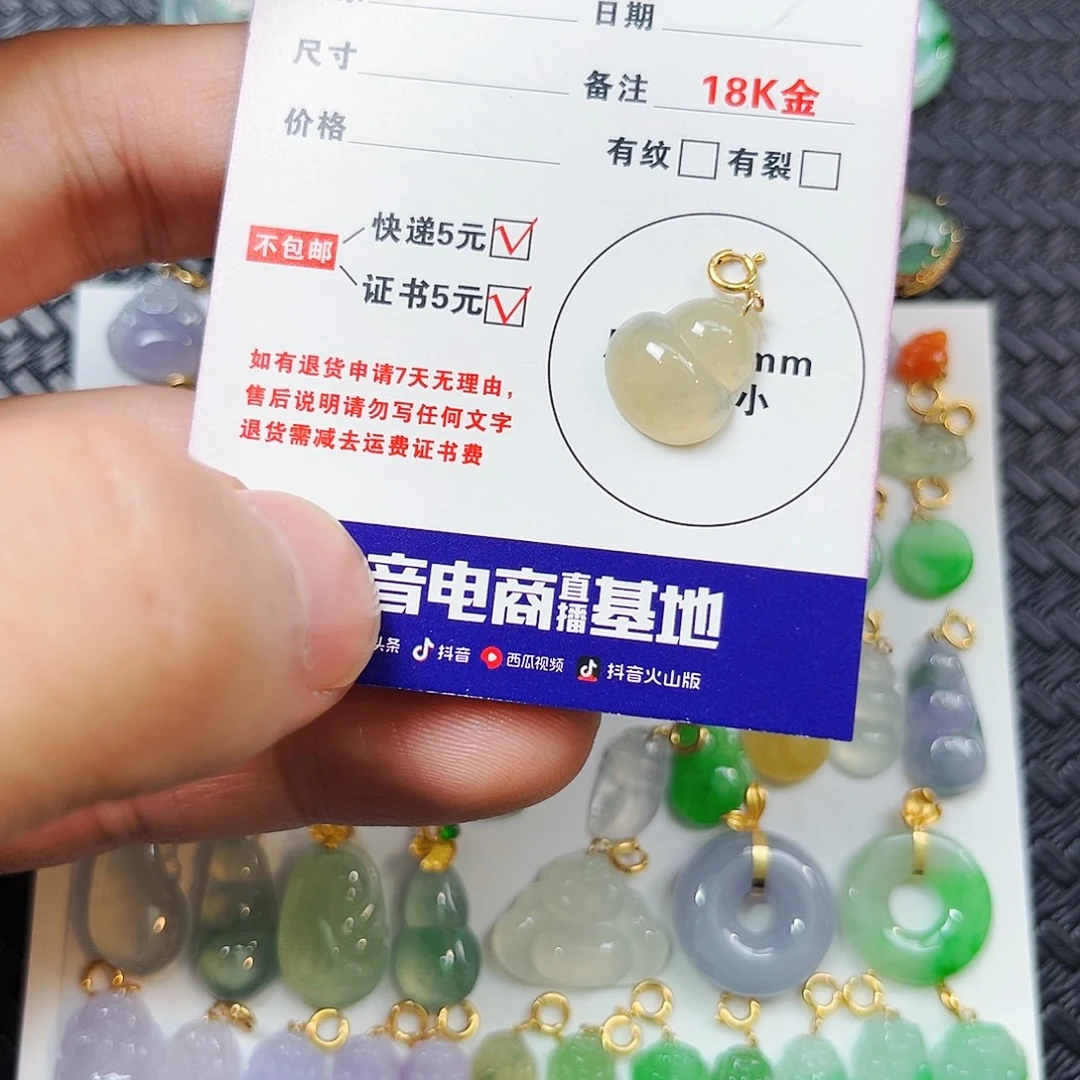 日期
尺寸
备注 18K金
价格
有纹 有裂
快递5元
不包邮
证书5元
mm
小
如有退货申请7天无理由，
售后说明请勿写任何文字
退货需减去运费证书费
音电商直播基地
头条 抖音 西瓜视频 抖音火山版